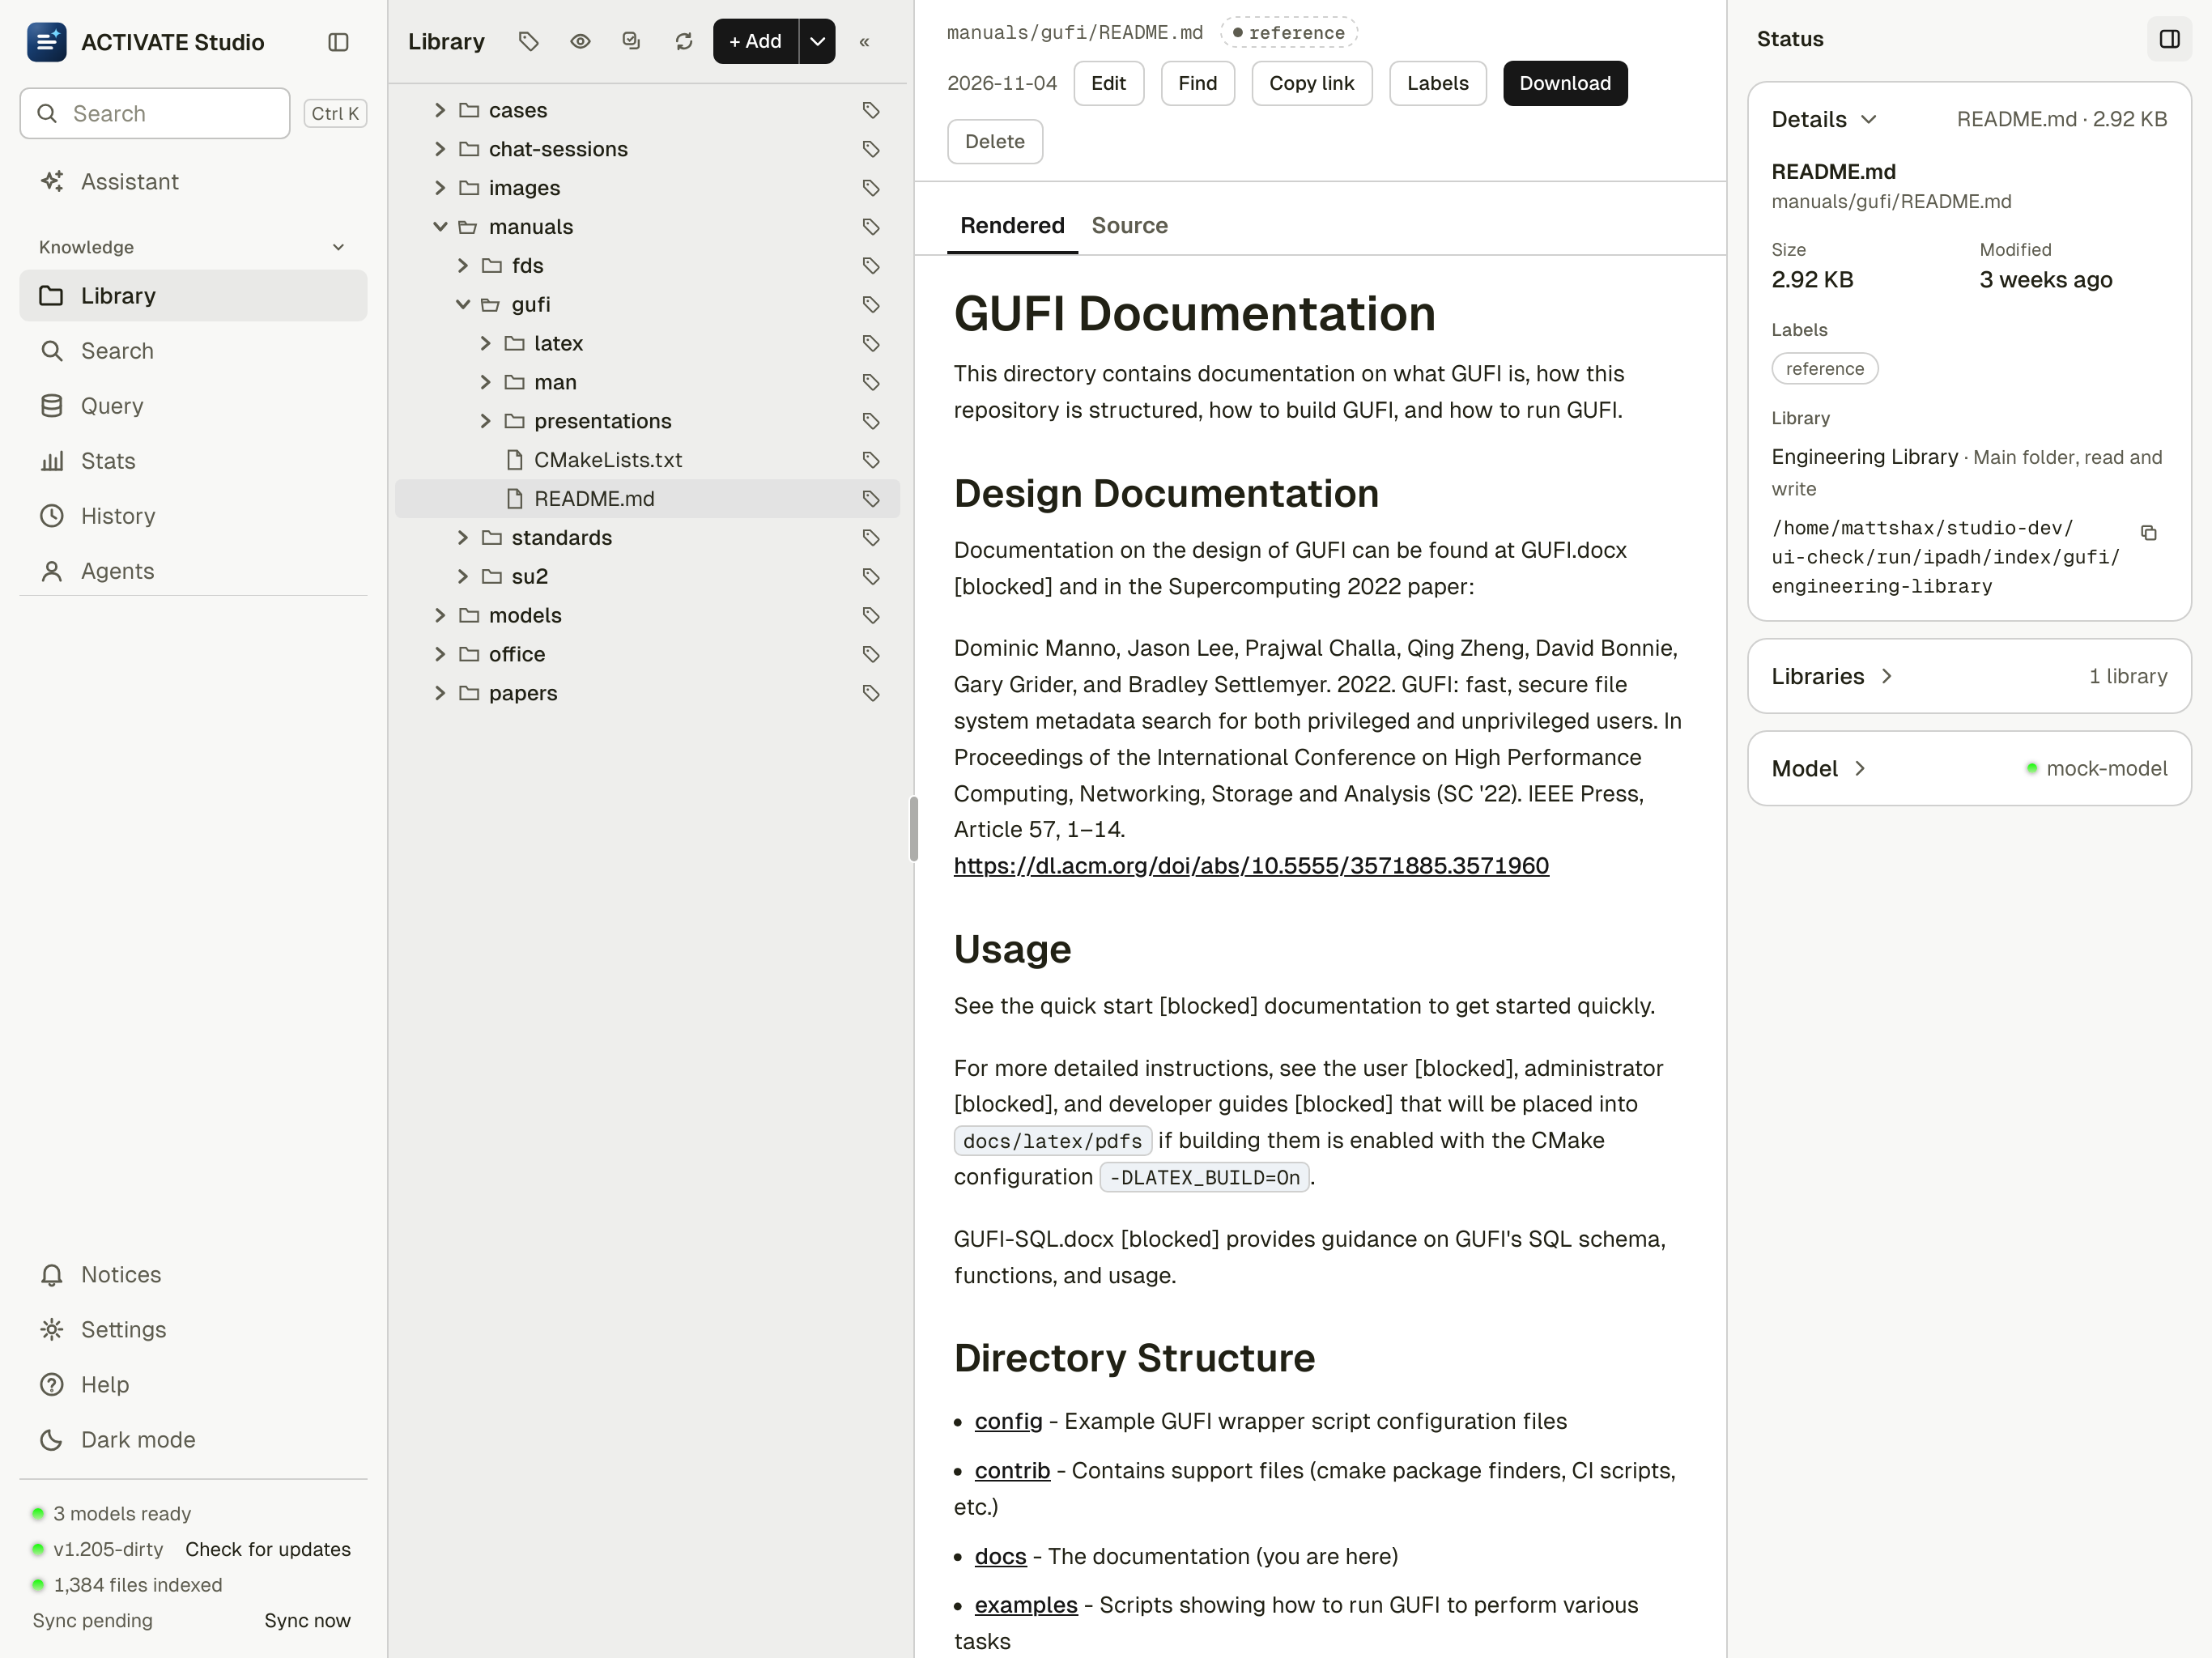 ACTIVATE Studio
Search
Ctrl K
Assistant
Knowledge
Library
Search
Query
Stats
History
Agents
Notices
Settings
Help
Dark mode
3 models ready
v1.205-dirty Check for updates
1,384 files indexed
Sync pending Sync now
Library
+ Add
«
cases
chat-sessions
images
manuals
fds
gufi
latex
man
presentations
CMakeLists.txt
README.md
standards
su2
models
office
papers
manuals/gufi/README.md reference
2026-11-04 Edit Find Copy link Labels Download
Delete
Rendered Source
GUFI Documentation
This directory contains documentation on what GUFI is, how this
repository is structured, how to build GUFI, and how to run GUFI.
Design Documentation
Documentation on the design of GUFI can be found at GUFI.docx
[blocked] and in the Supercomputing 2022 paper:
Dominic Manno, Jason Lee, Prajwal Challa, Qing Zheng, David Bonnie,
Gary Grider, and Bradley Settlemyer. 2022. GUFI: fast, secure file
system metadata search for both privileged and unprivileged users. In
Proceedings of the International Conference on High Performance
Computing, Networking, Storage and Analysis (SC '22). IEEE Press,
Article 57, 1–14.
https://dl.acm.org/doi/abs/10.5555/3571885.3571960
Usage
See the quick start [blocked] documentation to get started quickly.
For more detailed instructions, see the user [blocked], administrator
[blocked], and developer guides [blocked] that will be placed into
docs/latex/pdfs if building them is enabled with the CMake
configuration -DLATEX_BUILD=On.
GUFI-SQL.docx [blocked] provides guidance on GUFI's SQL schema,
functions, and usage.
Directory Structure
• config - Example GUFI wrapper script configuration files
• contrib - Contains support files (cmake package finders, CI scripts,
etc.)
• docs - The documentation (you are here)
• examples - Scripts showing how to run GUFI to perform various
tasks
Status
Details README.md · 2.92 KB
README.md
manuals/gufi/README.md
Size Modified
2.92 KB 3 weeks ago
Labels
reference
Library
Engineering Library · Main folder, read and
write
/home/mattshax/studio-dev/
ui-check/run/ipadh/index/gufi/
engineering-library
Libraries 1 library
Model mock-model